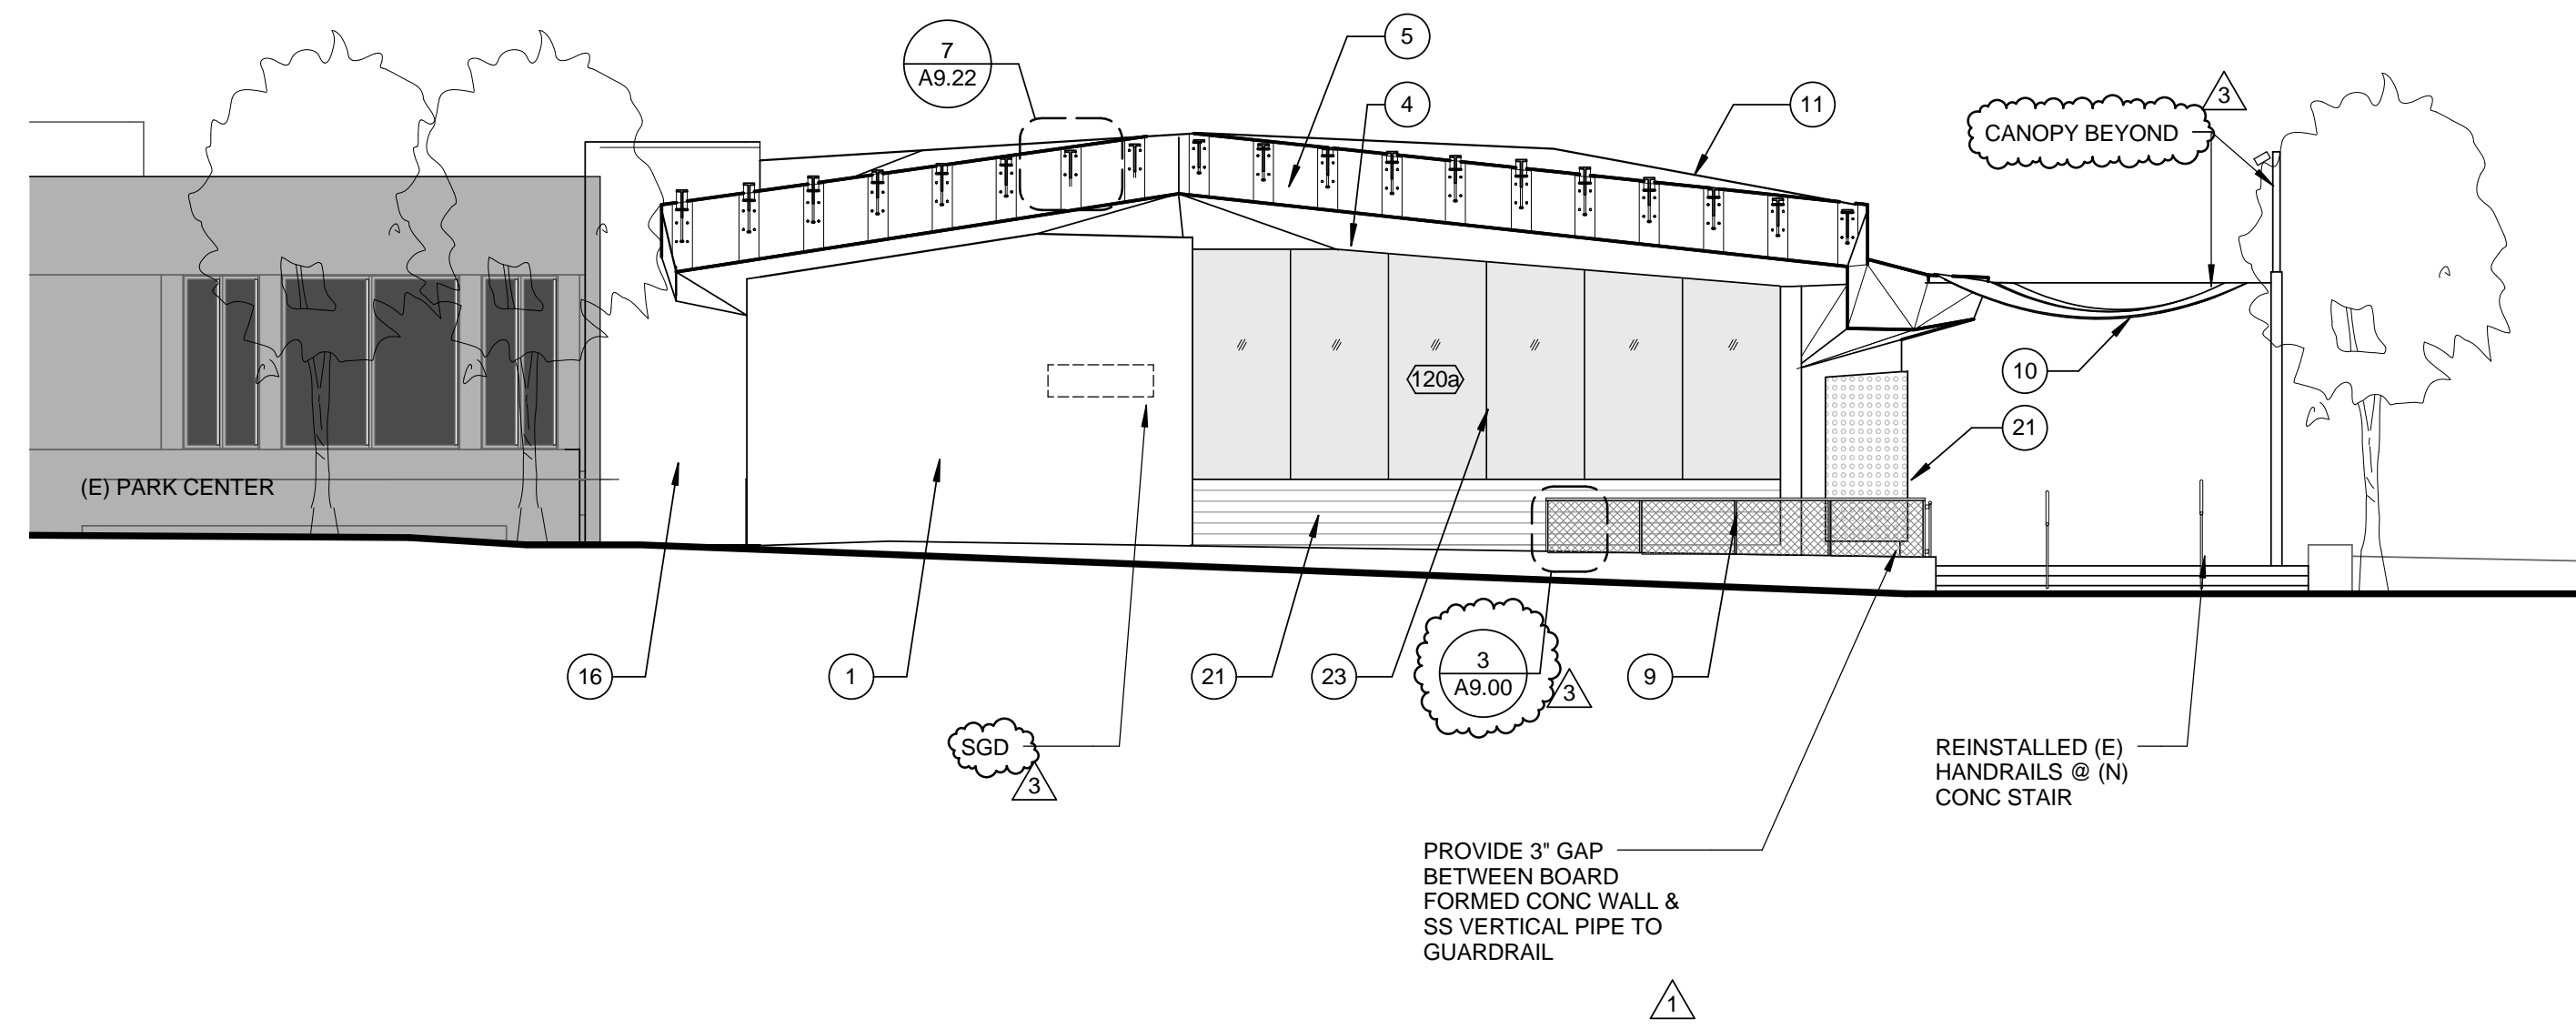 5
7
A9.22
4
11
3
CANOPY BEYOND
10
120a
21
(E) PARK CENTER
16
1
21
23
3
A9.00
3
9
SGD
3
REINSTALLED (E)
HANDRAILS @ (N)
CONC STAIR
PROVIDE 3" GAP
BETWEEN BOARD
FORMED CONC WALL &
SS VERTICAL PIPE TO
GUARDRAIL
1